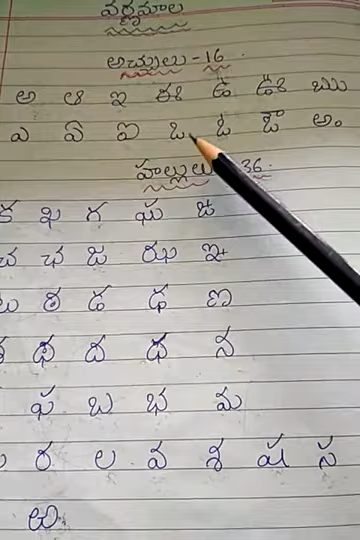 వర్ణమాల
అచ్చులు - 16
అ ఆ ఇ ఈ ఉ ఊ ఋ
ఎ ఏ ఐ ఒ ఓ ఔ అం
హల్లులు 36
క ఖ గ ఘ ఙ
చ ఛ జ ఝ ఞ
ట ఠ డ ఢ ణ
త థ ద ధ న
ఫ బ భ మ
ర ల వ శ ష స